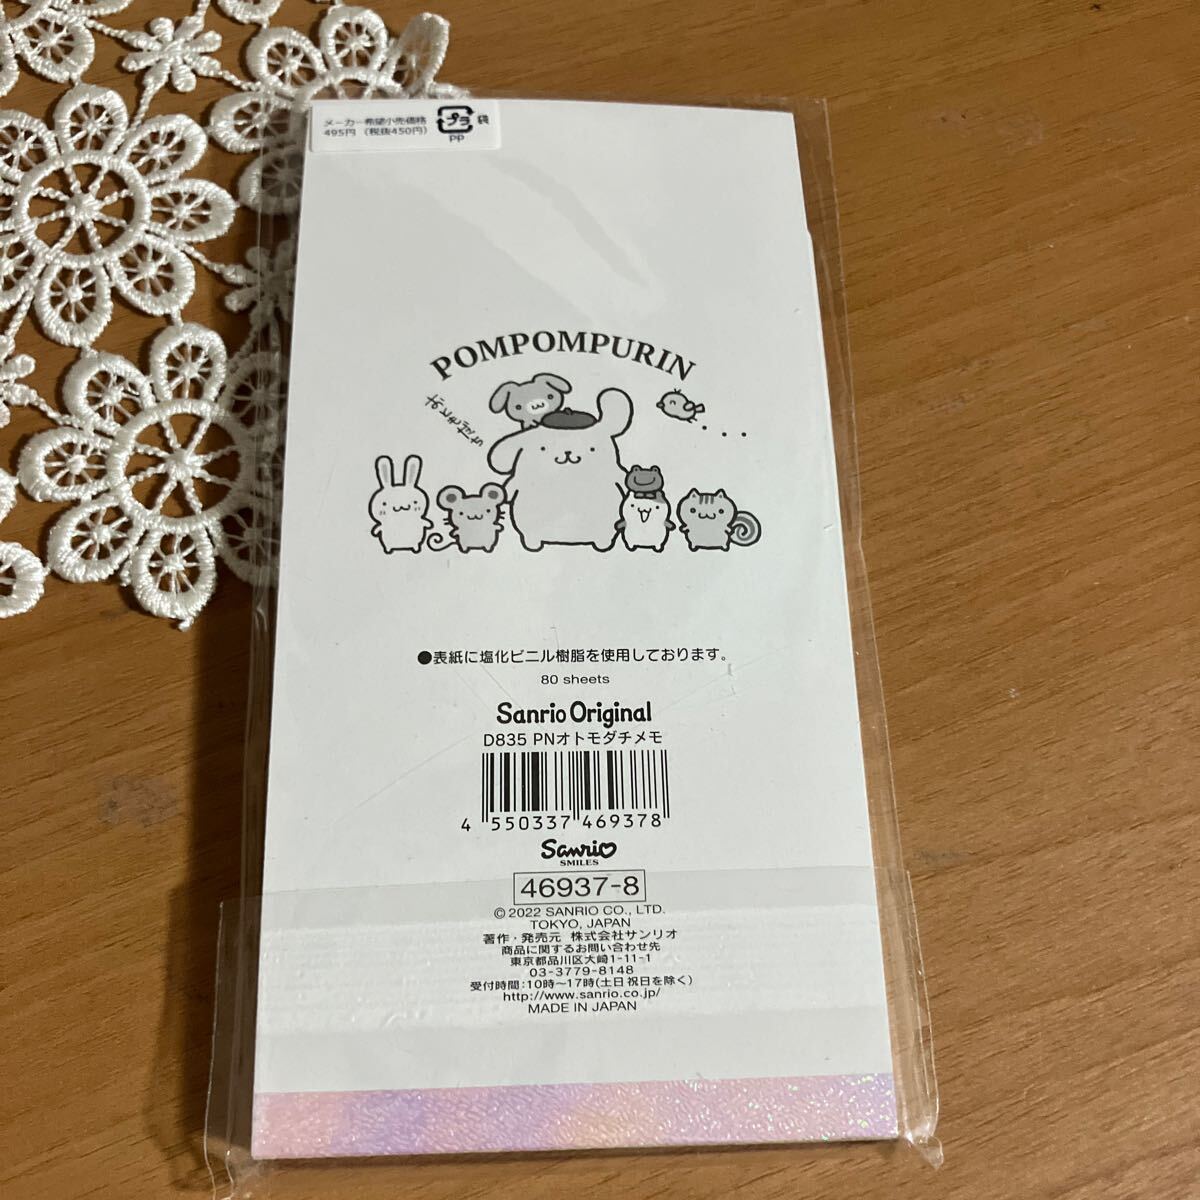 メーカー希望小売価格
495円 (税抜450円)
プラ 袋
PP
POMPOMPURIN
おともだち
●表紙に塩化ビニル樹脂を使用しております。
80 sheets
Sanrio Original
D835 PNオトモダチメモ
4 550337 469378
Sanrio
SMILES
46937-8
© 2022 SANRIO CO., LTD.
TOKYO, JAPAN
著作・発売元 株式会社サンリオ
商品に関するお問い合わせ先
東京都品川区大崎1-11-1
03-3779-8148
受付時間:10時〜17時(土日祝日を除く)
http://www.sanrio.co.jp/
MADE IN JAPAN